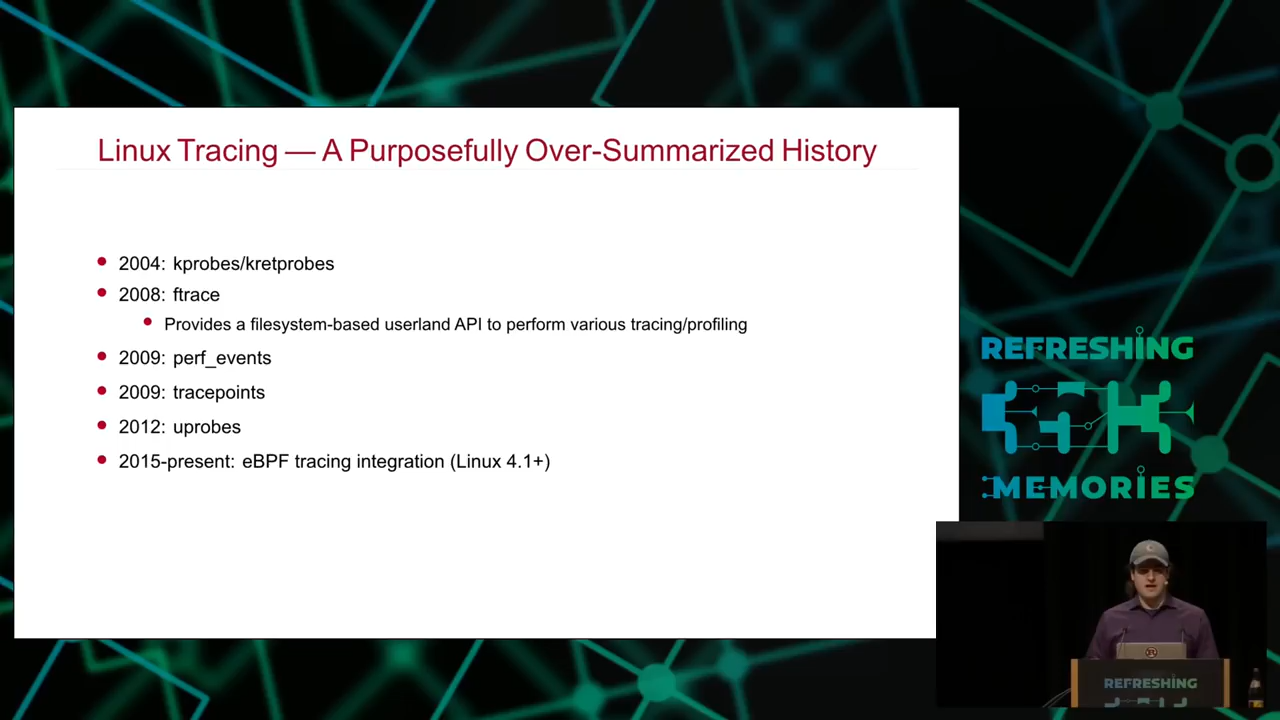 Linux Tracing — A Purposefully Over-Summarized History
2004: kprobes/kretprobes
2008: ftrace
Provides a filesystem-based userland API to perform various tracing/profiling
2009: perf_events
2009: tracepoints
2012: uprobes
2015-present: eBPF tracing integration (Linux 4.1+)
REFRESHING
MEMORIES
REFRESHING